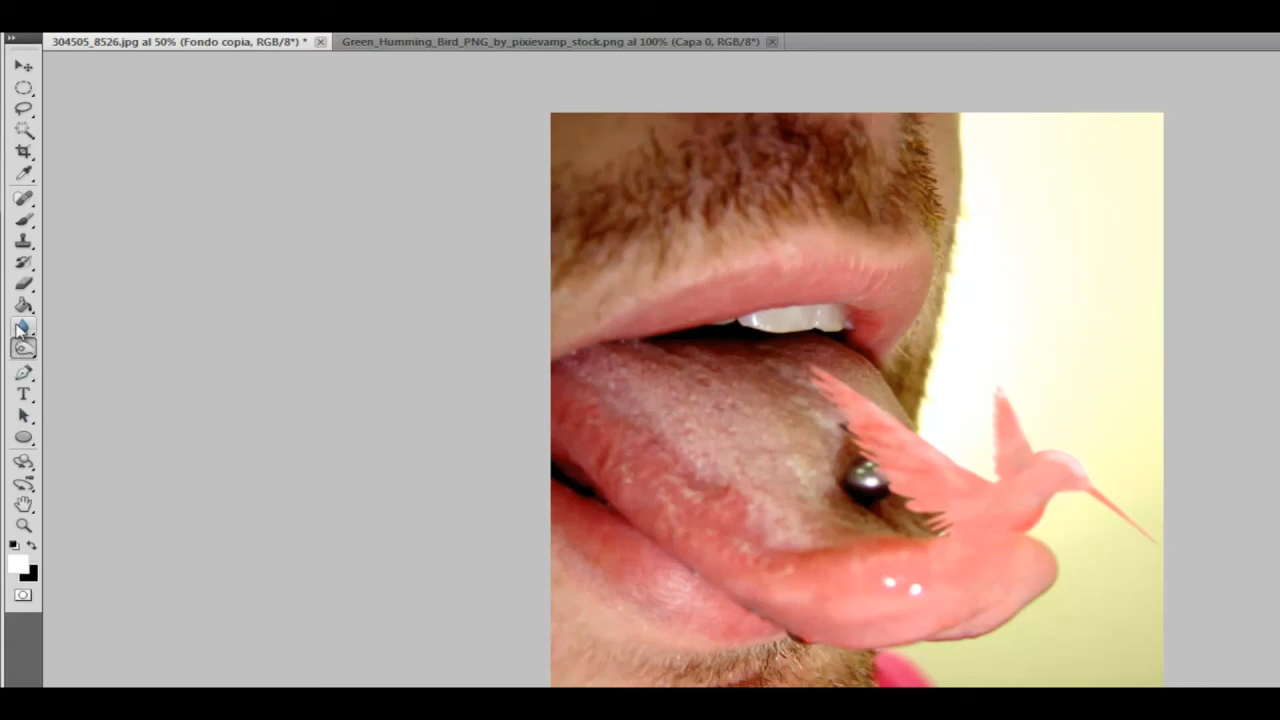 304505_8526.jpg al 50% (Fondo copia, RGB/8*) *
Green_Humming_Bird_PNG_by_pixievamp_stock.png al 100% (Capa 0, RGB/8*)
T